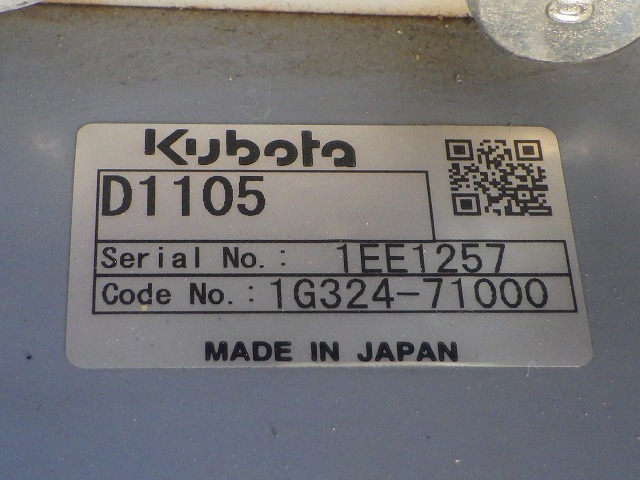 Kubota
D1105
Serial No.: 1EE1257
Code No.: 1G324-71000
MADE IN JAPAN